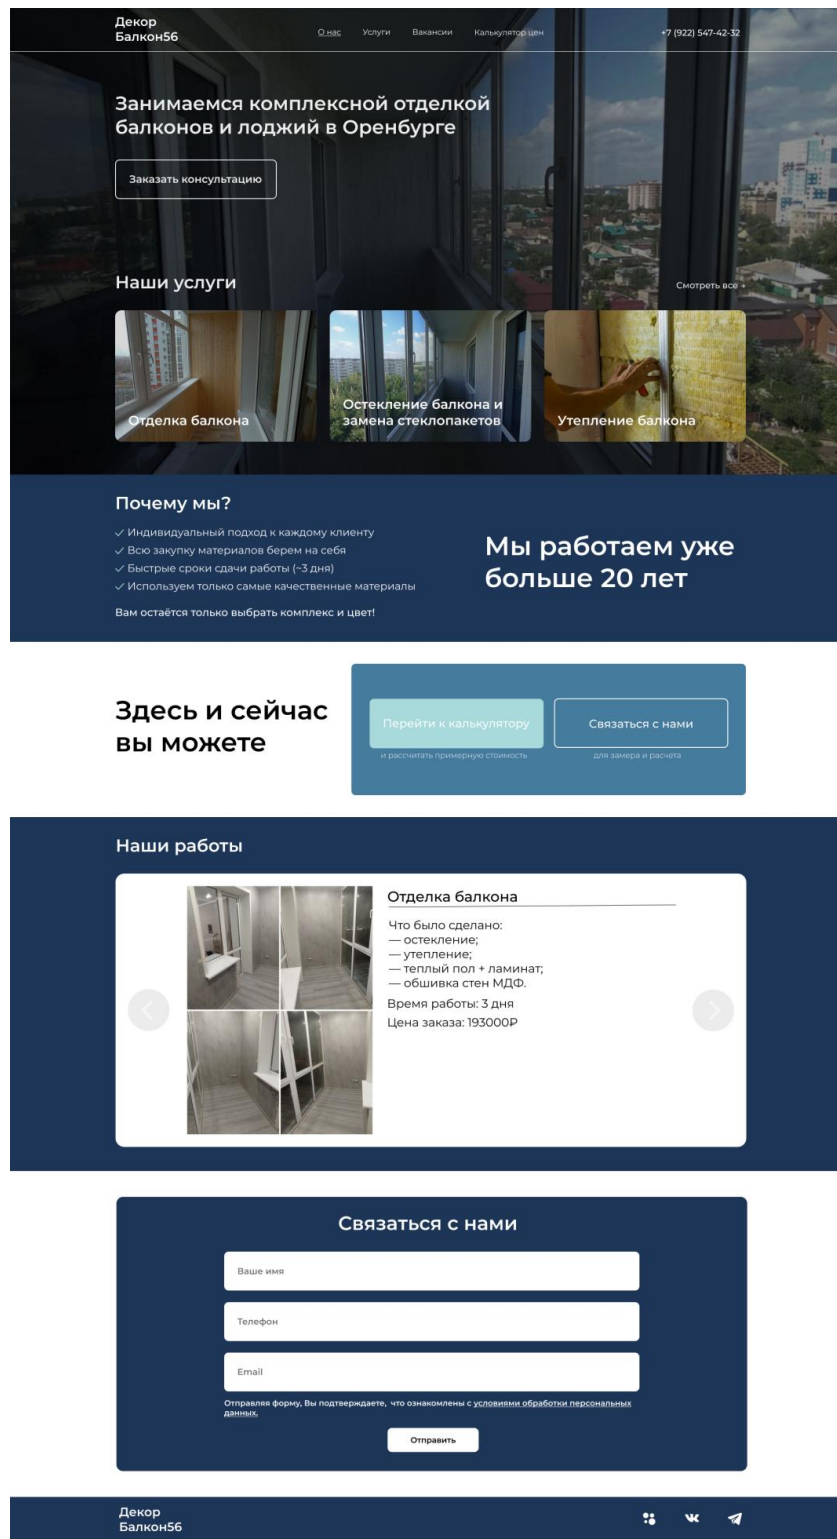 Декор
Балкон56
О нас
Услуги
Вакансии
Калькулятор цен
+7 (922) 547-42-32
Занимаемся комплексной отделкой
балконов и лоджий в Оренбурге
Заказать консультацию
Наши услуги
Смотреть все →
Отделка балкона
Остекление балкона и
замена стеклопакетов
Утепление балкона
Почему мы?
✓ Индивидуальный подход к каждому клиенту
✓ Всю закупку материалов берем на себя
✓ Быстрые сроки сдачи работы (~3 дня)
✓ Используем только самые качественные материалы
Вам остаётся только выбрать комплекс и цвет!
Мы работаем уже
больше 20 лет
Здесь и сейчас
вы можете
Перейти к калькулятору
и рассчитать примерную стоимость
Связаться с нами
для замера и расчета
Наши работы
Отделка балкона
Что было сделано:
— остекление;
— утепление;
— теплый пол + ламинат;
— обшивка стен МДФ.
Время работы: 3 дня
Цена заказа: 193000₽
Связаться с нами
Ваше имя
Телефон
Email
Отправляя форму, Вы подтверждаете, что ознакомлены с условиями обработки персональных
данных.
Отправить
Декор
Балкон56